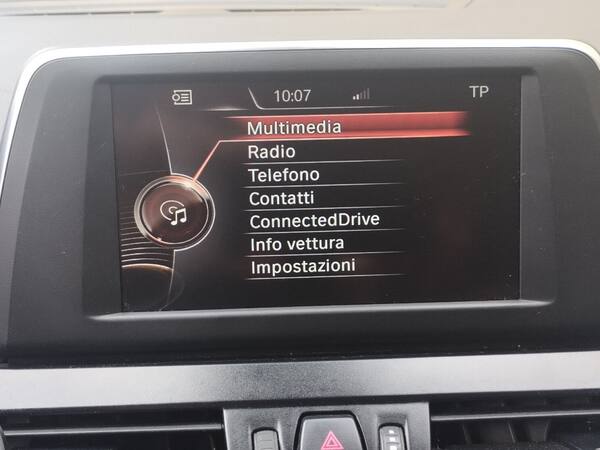 10:07 TP
Multimedia
Radio
Telefono
Contatti
ConnectedDrive
Info vettura
Impostazioni